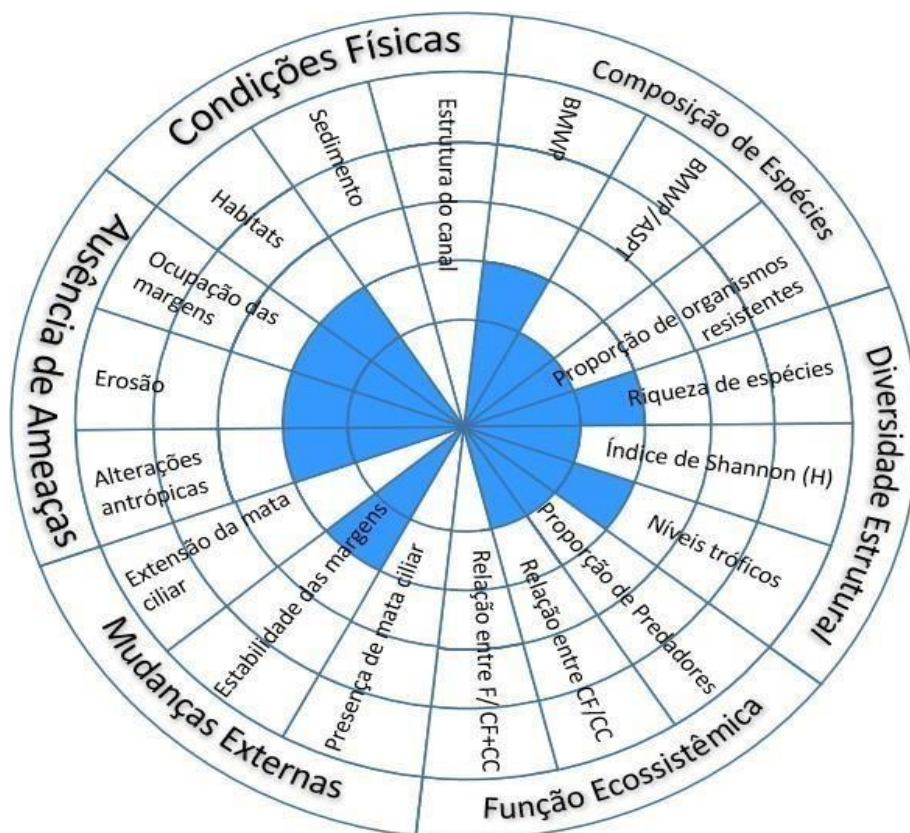 Condições Físicas
Habitats
Sedimento
Estrutura do canal
Composição de Espécies
BMWP
BMWP/ASPT
Proporção de organismos
resistentes
Diversidade Estrutural
Riqueza de espécies
Índice de Shannon (H)
Níveis tróficos
Função Ecossistêmica
Proporção de Predadores
Relação entre CF/CC
Relação entre F/
CF+CC
Mudanças Externas
Presença de mata ciliar
Estabilidade das margens
Extensão da mata
ciliar
Ausência de Ameaças
Alterações
antrópicas
Erosão
Ocupação das
margens